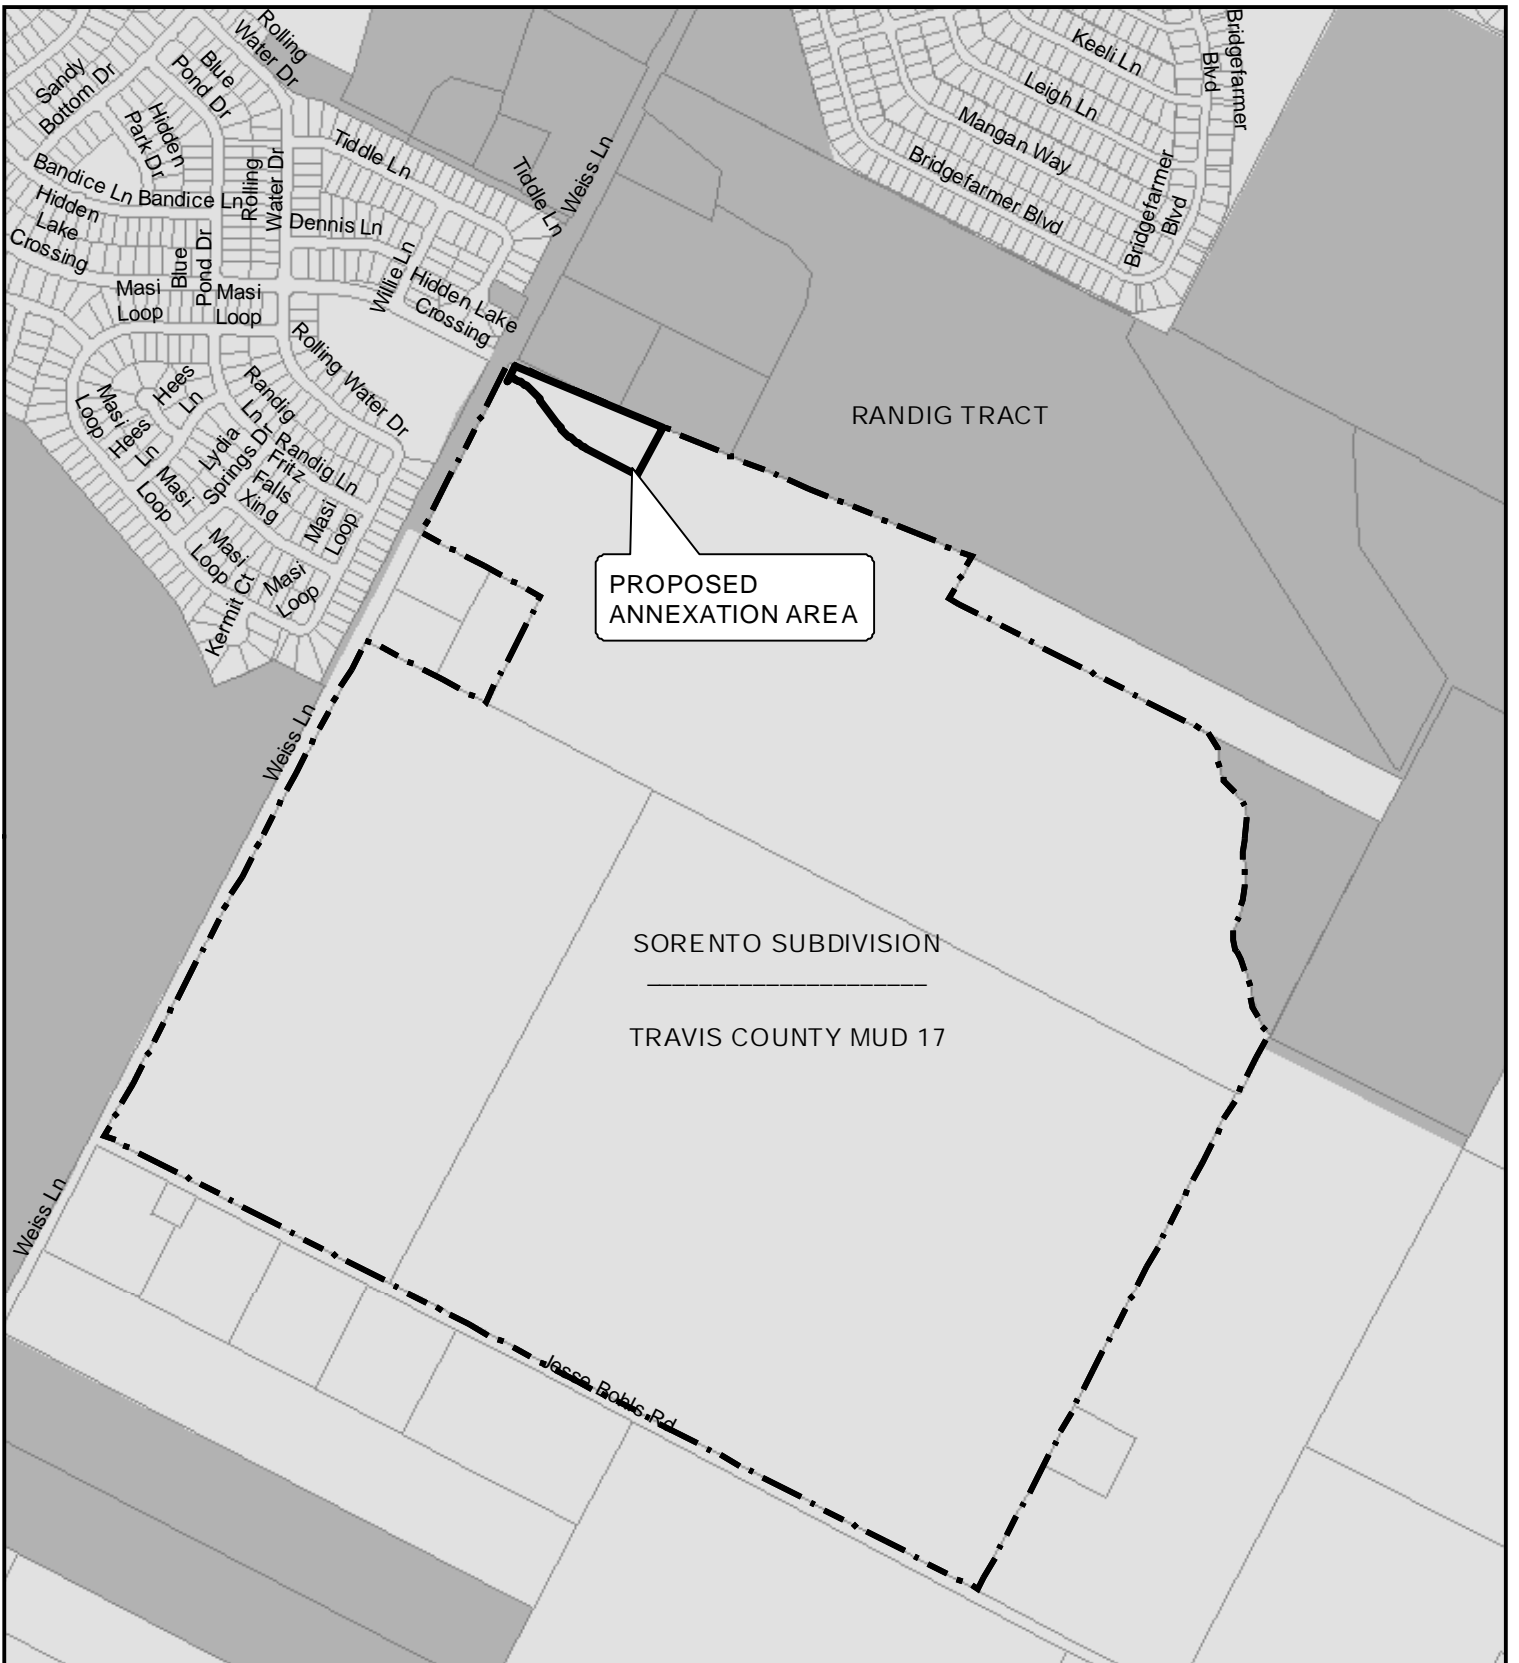 Rolling
Water Dr
Blue
Pond Dr
Sandy
Bottom Dr
Hidden
Park Dr
Bandice Ln
Bandice Ln
Rolling
Water Dr
Tiddle Ln
Tiddle Ln
Weiss Ln
Keeli Ln
Leigh Ln
Mangan Way
Bridgefarmer Blvd
Bridgefarmer
Blvd
Bridgefarmer
Blvd
Hidden
Lake
Crossing
Blue
Pond Dr
Dennis Ln
Willie Ln
Hidden Lake
Crossing
Masi
Loop
Masi
Loop
Rolling Water Dr
Hees
Ln
Randig
Ln
Masi
Loop
Hees
Ln
Lydia
Springs Dr
Randig Ln
Fritz
Falls
Xing
Masi
Loop
Masi
Loop
Masi
Loop
Masi
Loop
Kermit Ct
RANDIG TRACT
PROPOSED
ANNEXATION AREA
Weiss Ln
SORENTO SUBDIVISION
TRAVIS COUNTY MUD 17
Weiss Ln
Jesse Bohls Rd